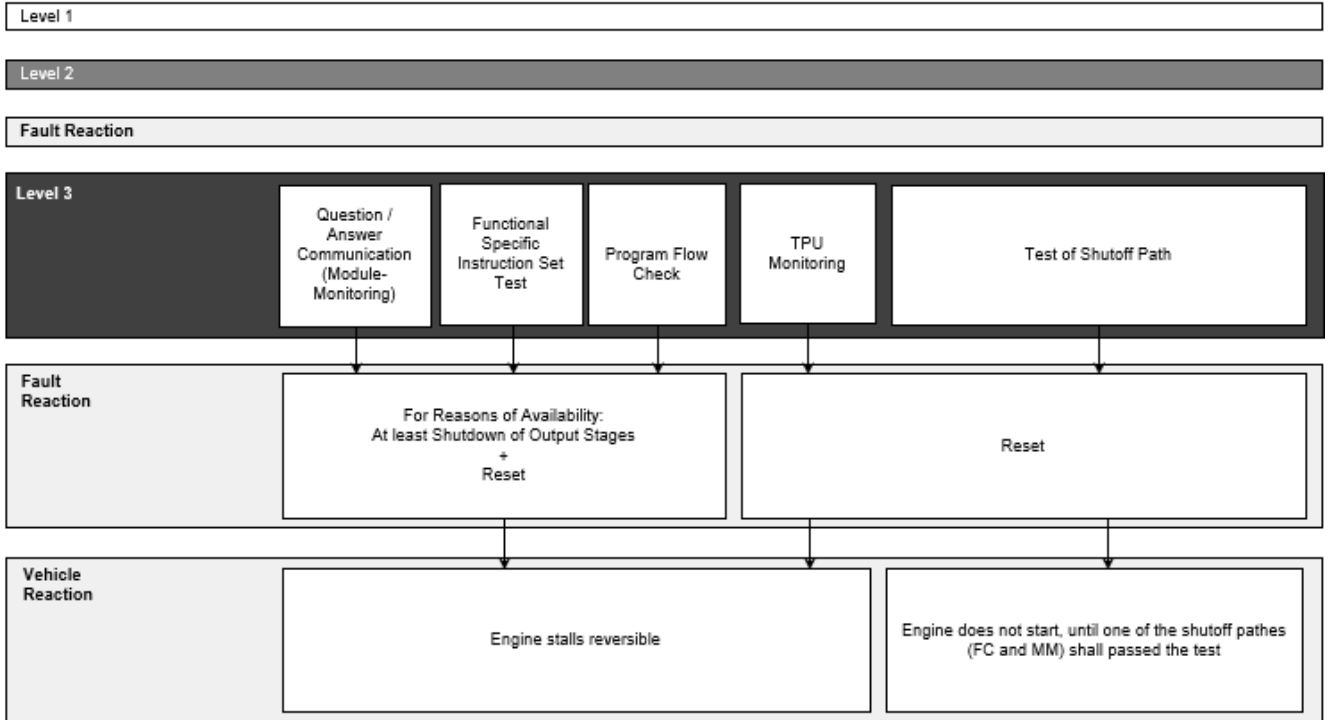 Level 1
Level 2
Fault Reaction
Level 3
Question /
Answer
Communication
(Module-
Monitoring)
Functional
Specific
Instruction Set
Test
Program Flow
Check
TPU
Monitoring
Test of Shutoff Path
Fault
Reaction
For Reasons of Availability:
At least Shutdown of Output Stages
+
Reset
Reset
Vehicle
Reaction
Engine stalls reversible
Engine does not start, until one of the shutoff pathes
(FC and MM) shall passed the test